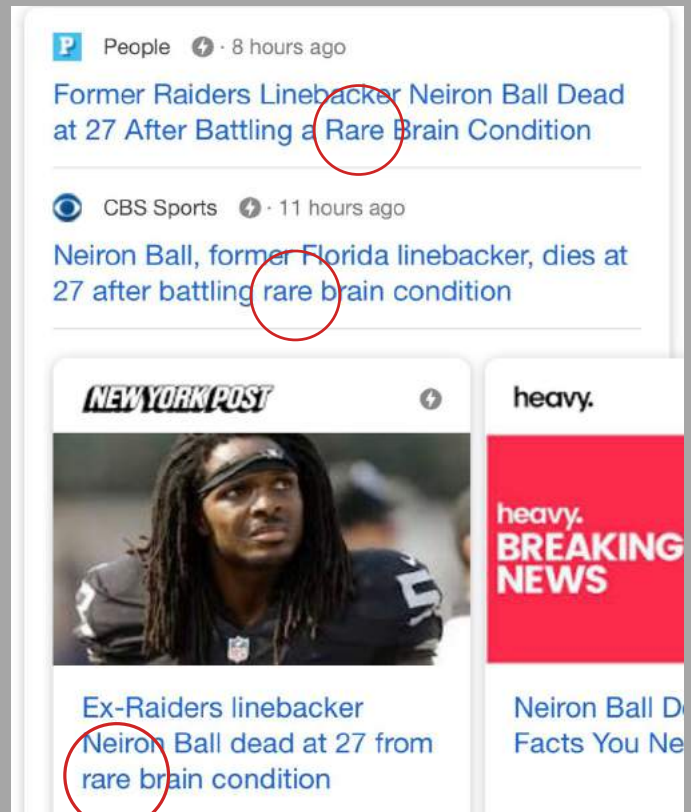 People · 8 hours ago
Former Raiders Linebacker Neiron Ball Dead
at 27 After Battling a Rare Brain Condition
CBS Sports · 11 hours ago
Neiron Ball, former Florida linebacker, dies at
27 after battling rare brain condition
NEW YORK POST
5
Ex-Raiders linebacker
Neiron Ball dead at 27 from
rare brain condition
heavy.
heavy.
BREAKING
NEWS
Neiron Ball
Facts You